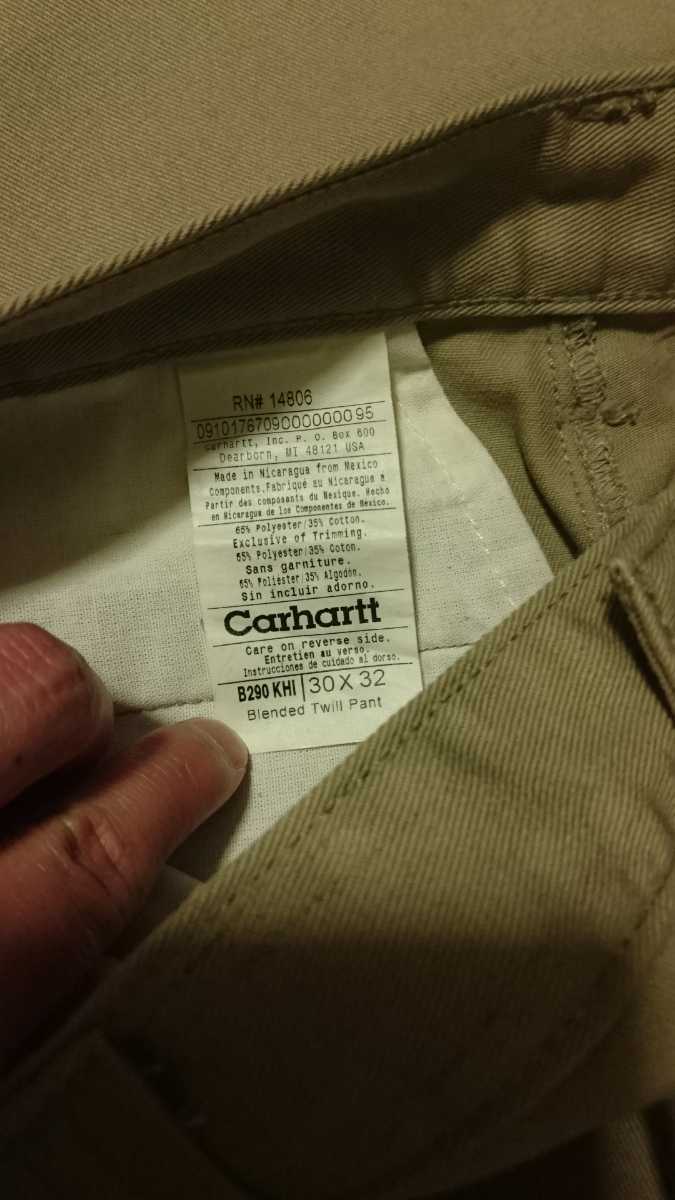 RN# 14806
0910176709000000095
Carhartt, Inc. P. O. Box 600
Dearborn, MI 48121 USA
Made in Nicaragua from Mexico
Components.Fabriqué au Nicaragua a
Partir des composants du Mexique. Hecho
en Nicaragua de los Componentes de Mexico.
65% Polyester/35% Cotton.
Exclusive of Trimming.
65% Polyester/35% Coton.
Sans garniture.
65% Poliester/35% Algodón.
Sin incluir adorno.
Carhartt
Care on reverse side.
Entretien au verso.
Instrucciones de cuidado al dorso.
B290 KHI 30 X 32
Blended Twill Pant